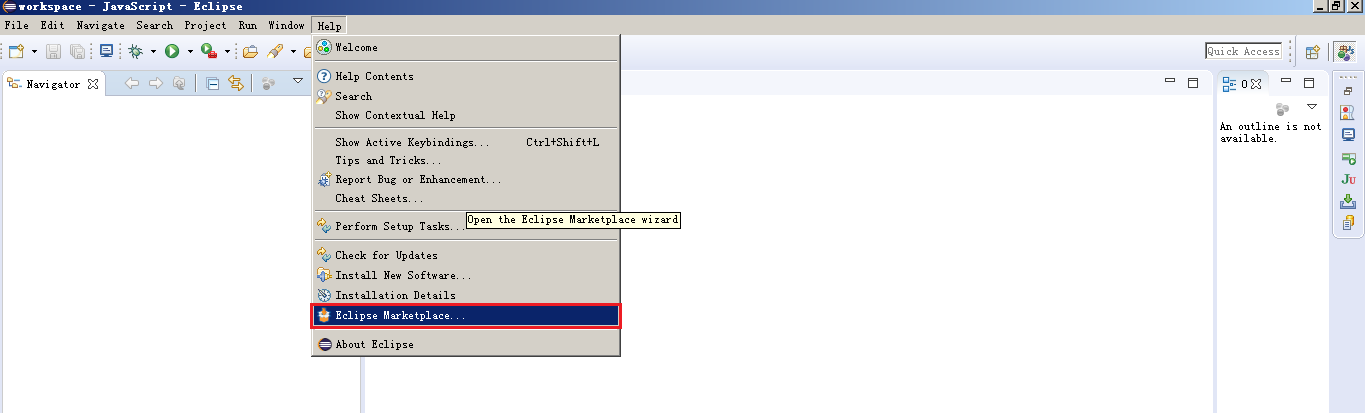 workspace - JavaScript - Eclipse
File Edit Navigate Search Project Run Window Help
Quick Access
Navigator
O
An outline is not
available.
Welcome
Help Contents
Search
Show Contextual Help
Show Active Keybindings... Ctrl+Shift+L
Tips and Tricks...
Report Bug or Enhancement...
Cheat Sheets...
Perform Setup Tasks...
Open the Eclipse Marketplace wizard
Check for Updates
Install New Software...
Installation Details
Eclipse Marketplace...
About Eclipse
JU